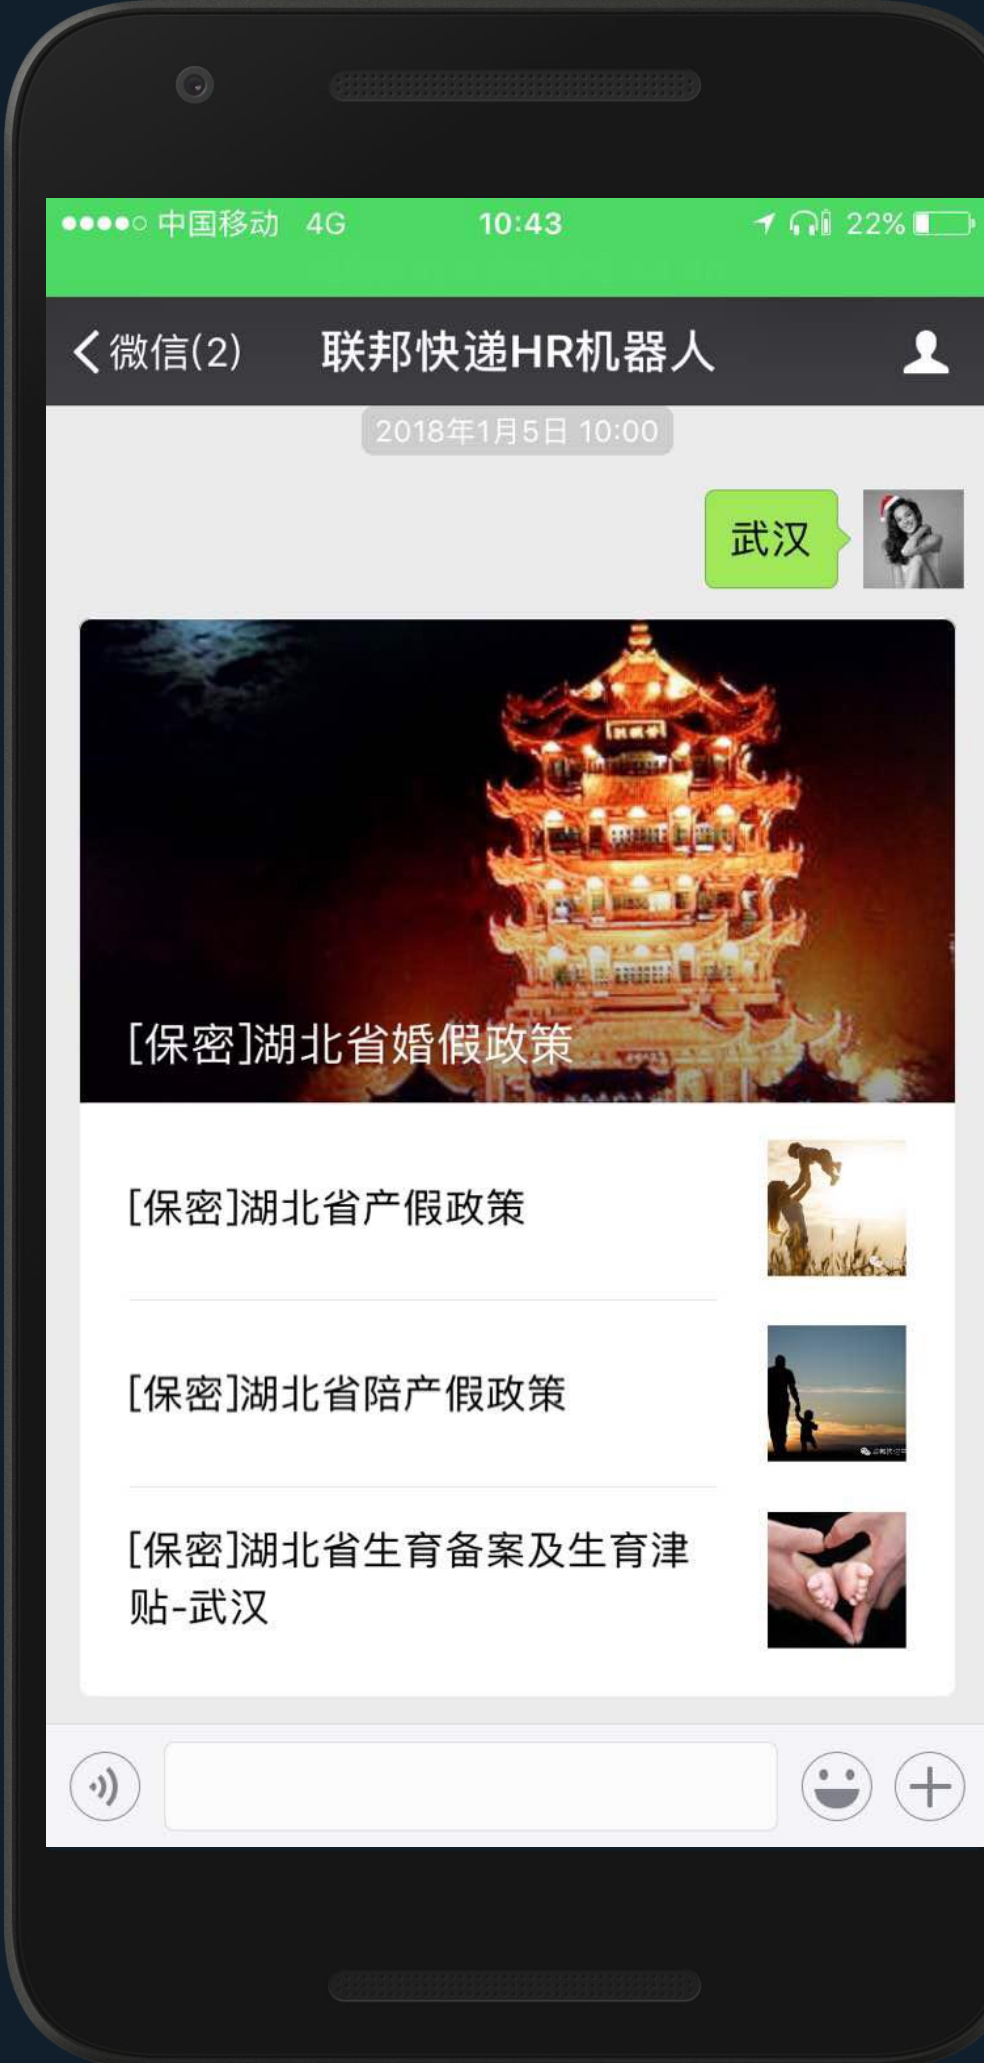 中国移动 4G 10:43 22%
微信(2) 联邦快递HR机器人
2018年1月5日 10:00
武汉
[保密]湖北省婚假政策
[保密]湖北省产假政策
[保密]湖北省陪产假政策
[保密]湖北省生育备案及生育津
贴-武汉